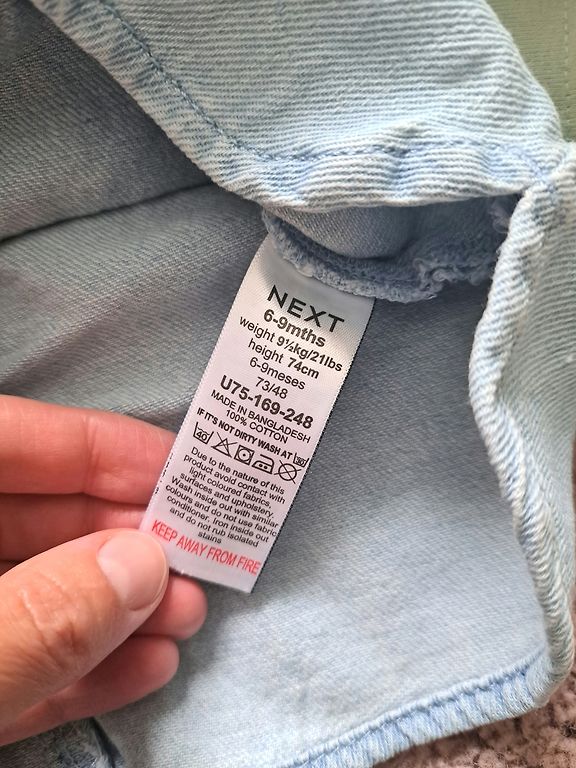 NEXT
6-9mths
weight 9½kg/21lbs
height 74cm
6-9meses
73/48
U75-169-248
MADE IN BANGLADESH
100% COTTON
IF IT'S NOT DIRTY WASH AT 30
40
Due to the nature of this
product avoid contact with
light coloured fabrics,
surfaces and upholstery.
Wash inside out with similar
colours and do not use fabric
conditioner. Iron inside out
and do not rub isolated
stains
KEEP AWAY FROM FIRE